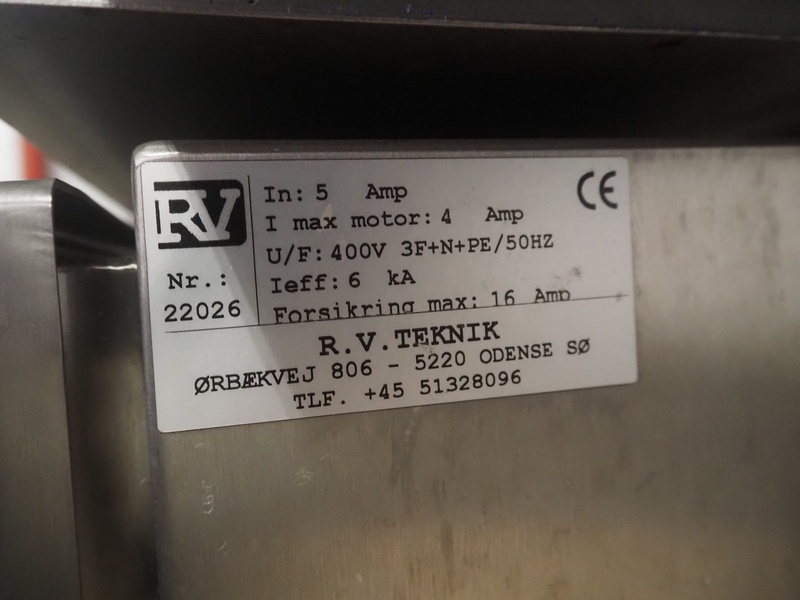 RV
Nr.:
22026
In: 5 Amp
I max motor: 4 Amp
U/F: 400V 3F+N+PE/50HZ
Ieff: 6 kA
Forsikring max: 16 Amp
CE
R.V.TEKNIK
ØRBÆKVEJ 806 - 5220 ODENSE SØ
TLF. +45 51328096